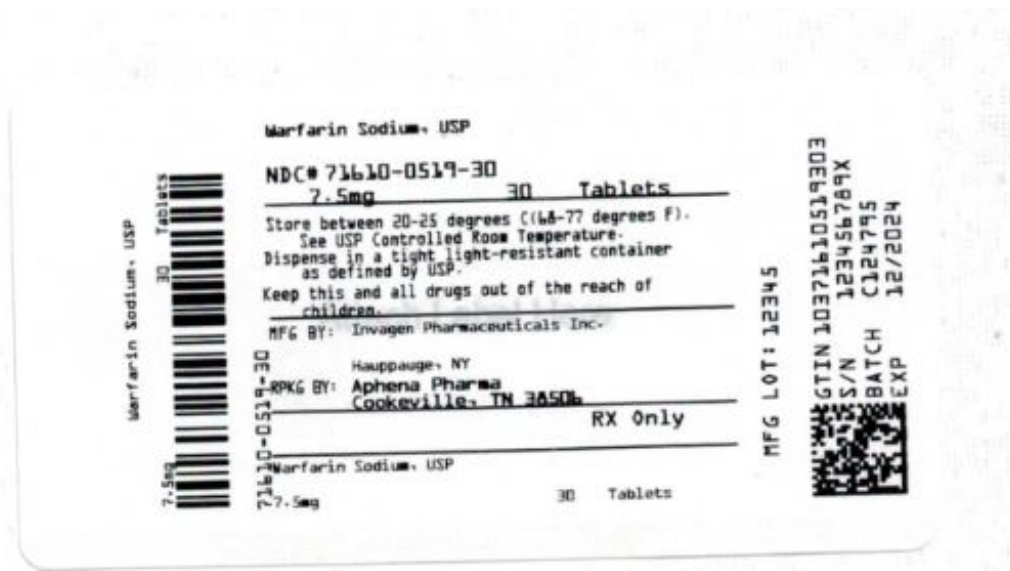 Warfarin Sodium, USP
NDC# 71610-0519-30
7.5mg 30 Tablets
Store between 20-25 degrees C(68-77 degrees F).
See USP Controlled Room Temperature.
Dispense in a tight light-resistant container
as defined by USP.
Keep this and all drugs out of the reach of
children.
MFG BY: Invagen Pharmaceuticals Inc.
Hauppauge, NY
RPKG BY: Aphena Pharma
Cookeville, TN 38506
RX Only
Warfarin Sodium, USP
7.5mg 30 Tablets
Warfarin Sodium, USP
7.5mg 30 Tablets
71610-0519-30
MFG LOT: 12345
GTIN 10371610519303
S/N 123456789X
BATCH C124795
EXP 12/2024